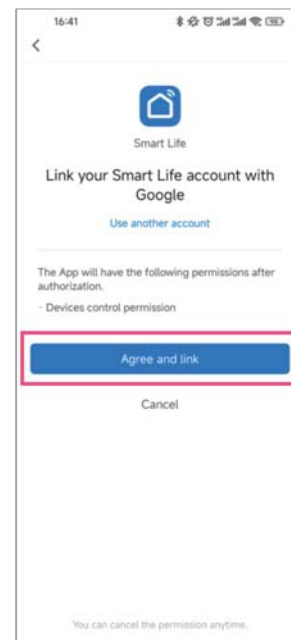 16:41
Smart Life
Link your Smart Life account with
Google
Use another account
The App will have the following permissions after
authorization.
· Devices control permission
Agree and link
Cancel
You can cancel the permission anytime.